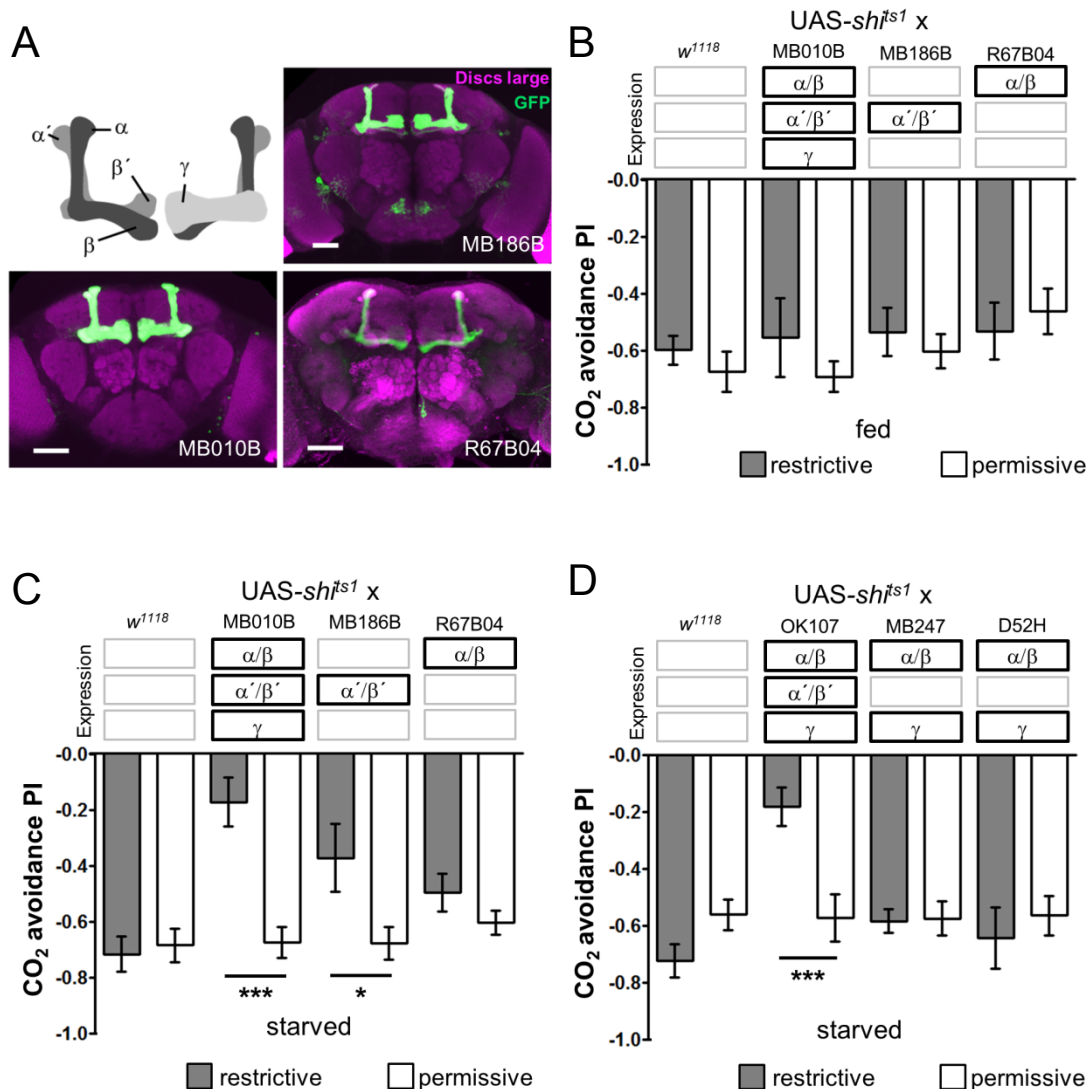 A
α´
α
β´
γ
β
Discs large
GFP
MB186B
MB010B
R67B04
B
UAS-shiᵗˢ¹ x
w¹¹¹⁸ MB010B MB186B R67B04
Expression
α/β α/β
α´/β´ α´/β´
γ
CO₂ avoidance PI
-0.0
-0.2
-0.4
-0.6
-0.8
-1.0
fed
restrictive permissive
C
UAS-shiᵗˢ¹ x
w¹¹¹⁸ MB010B MB186B R67B04
Expression
α/β α/β
α´/β´ α´/β´
γ
CO₂ avoidance PI
-0.0
-0.2
-0.4
-0.6
-0.8
-1.0
*** *
starved
restrictive permissive
D
UAS-shiᵗˢ¹ x
w¹¹¹⁸ OK107 MB247 D52H
Expression
α/β α/β α/β
α´/β´
γ γ γ
CO₂ avoidance PI
-0.0
-0.2
-0.4
-0.6
-0.8
-1.0
***
starved
restrictive permissive